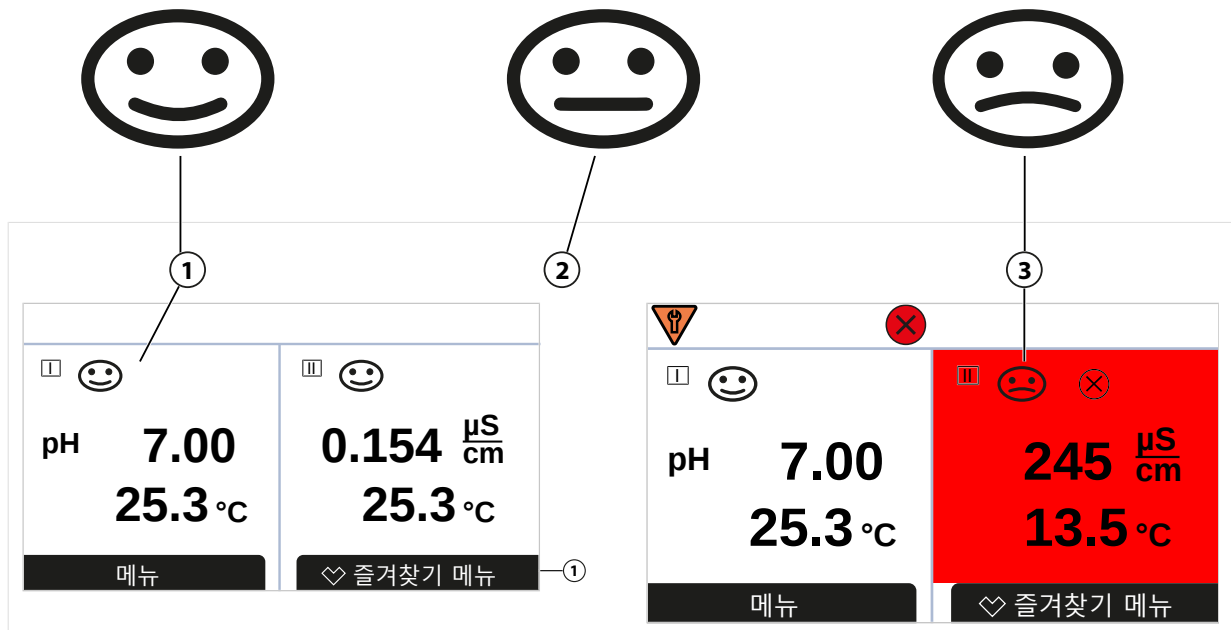 1
2
3
I
II
pH 7.00
25.3 °C
0.154 µS/cm
25.3 °C
메뉴
즐겨찾기 메뉴
1
I
II
pH 7.00
25.3 °C
245 µS/cm
13.5 °C
메뉴
즐겨찾기 메뉴